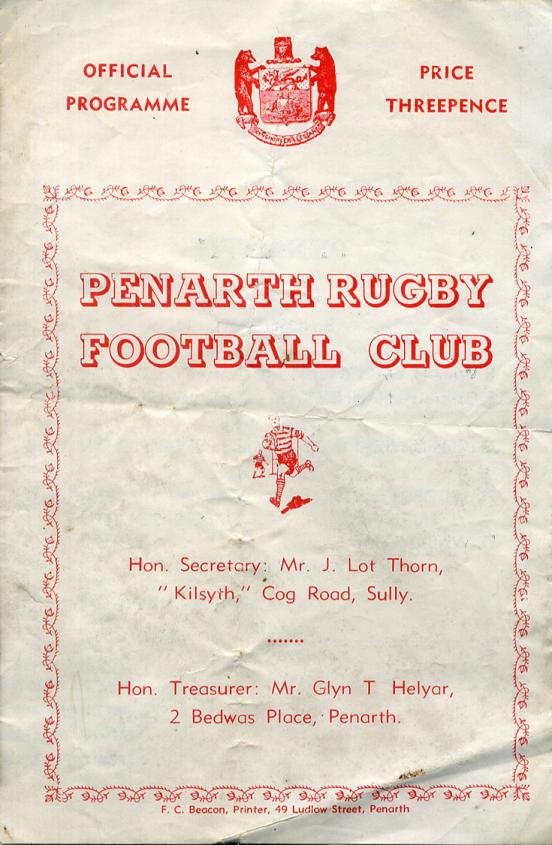 OFFICIAL
PROGRAMME
PRICE
THREEPENCE
PENARTH RUGBY
FOOTBALL CLUB
Hon. Secretary: Mr. J. Lot Thorn,
"Kilsyth," Cog Road, Sully.
.......
Hon. Treasurer: Mr. Glyn T Helyar,
2 Bedwas Place, Penarth.
F. C. Beacon, Printer, 49 Ludlow Street, Penarth